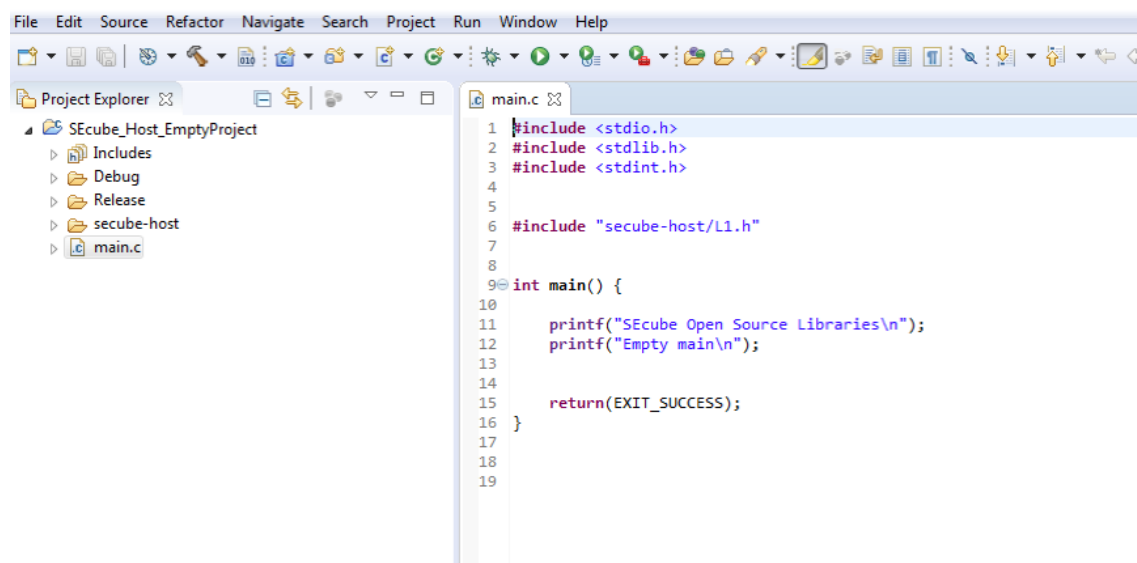 File Edit Source Refactor Navigate Search Project Run Window Help
Project Explorer
SEcube_Host_EmptyProject
Includes
Debug
Release
secube-host
main.c
main.c
1 #include <stdio.h>
2 #include <stdlib.h>
3 #include <stdint.h>
4
5
6 #include "secube-host/L1.h"
7
8
9 int main() {
10
11 printf("SEcube Open Source Libraries\n");
12 printf("Empty main\n");
13
14
15 return(EXIT_SUCCESS);
16 }
17
18
19